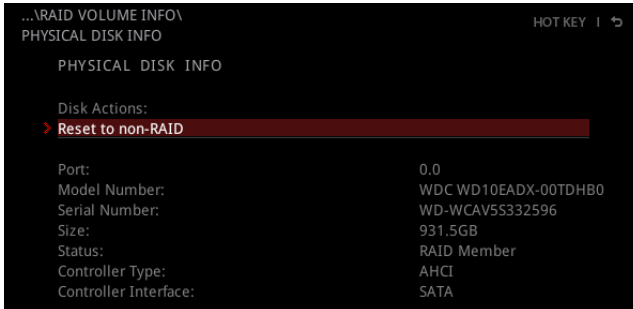 ...\RAID VOLUME INFO\
HOT KEY | ⮌
PHYSICAL DISK INFO
PHYSICAL DISK INFO
Disk Actions:
Reset to non-RAID
Port: 0.0
Model Number: WDC WD10EADX-00TDHB0
Serial Number: WD-WCAV5S332596
Size: 931.5GB
Status: RAID Member
Controller Type: AHCI
Controller Interface: SATA